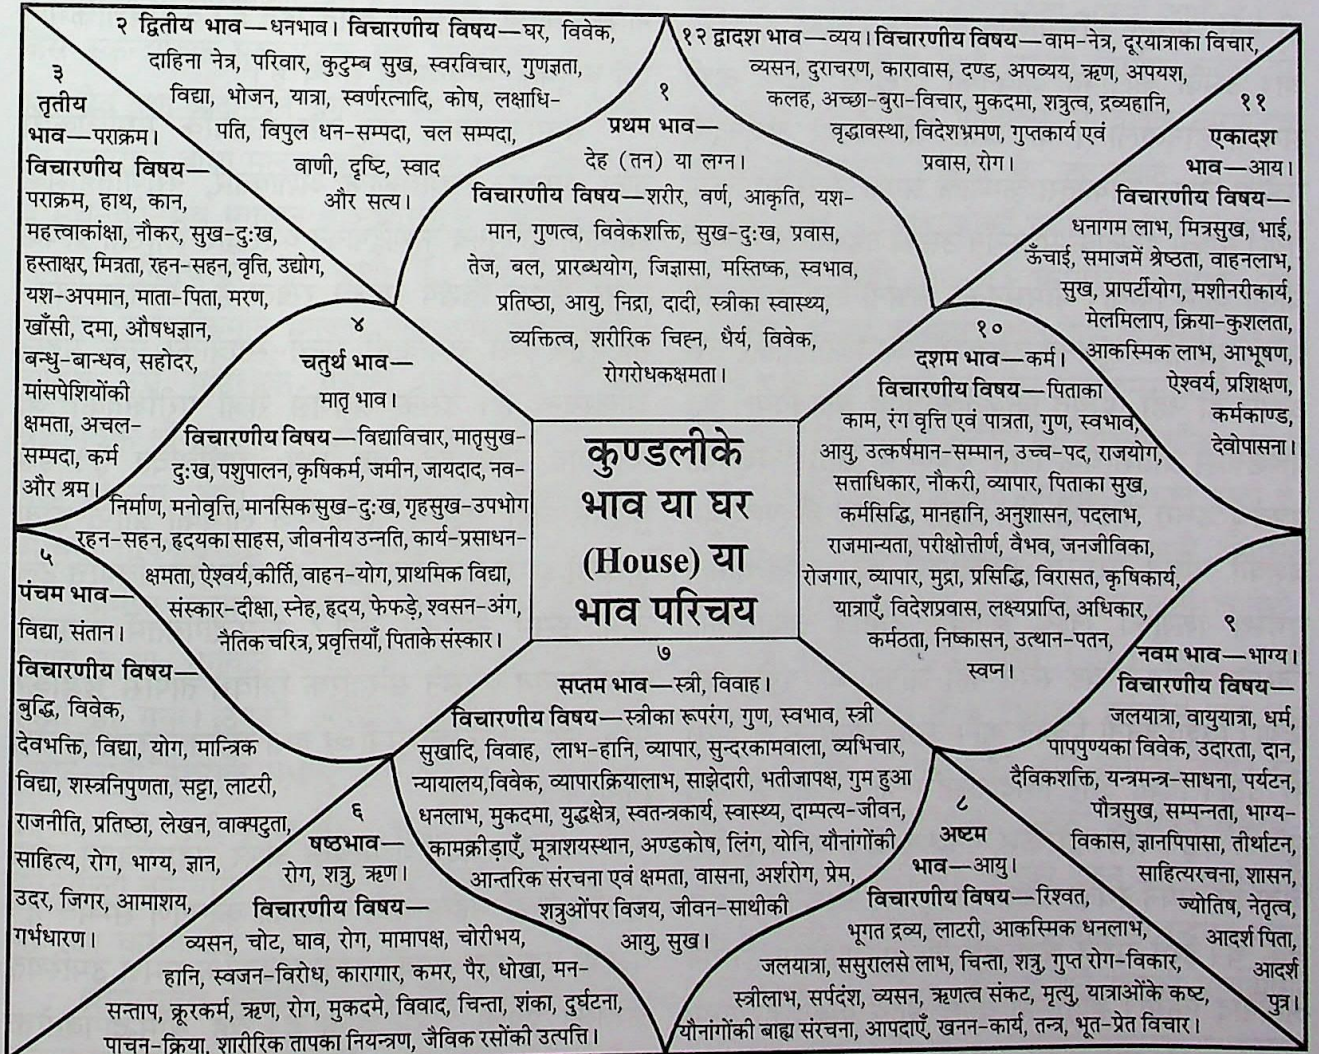 १
प्रथम भाव—
देह (तन) या लग्न।
विचारणीय विषय—शरीर, वर्ण, आकृति, यश-
मान, गुणत्व, विवेकशक्ति, सुख-दुःख, प्रवास,
तेज, बल, प्रारब्धयोग, जिज्ञासा, मस्तिष्क, स्वभाव,
प्रतिष्ठा, आयु, निद्रा, दादी, स्त्रीका स्वास्थ्य,
व्यक्तित्व, शरीरिक चिह्न, धैर्य, विवेक,
रोगरोधकक्षमता।
२ द्वितीय भाव—धनभाव। विचारणीय विषय—घर, विवेक,
दाहिना नेत्र, परिवार, कुटुम्ब सुख, स्वरविचार, गुणज्ञता,
विद्या, भोजन, यात्रा, स्वर्णरत्नादि, कोष, लक्षाधि-
पति, विपुल धन-सम्पदा, चल सम्पदा,
वाणी, दृष्टि, स्वाद
और सत्य।
३
तृतीय
भाव—पराक्रम।
विचारणीय विषय—
पराक्रम, हाथ, कान,
महत्त्वाकांक्षा, नौकर, सुख-दुःख,
हस्ताक्षर, मित्रता, रहन-सहन, वृत्ति, उद्योग,
यश-अपमान, माता-पिता, मरण,
खाँसी, दमा, औषधज्ञान,
बन्धु-बान्धव, सहोदर,
मांसपेशियोंकी
क्षमता, अचल-
सम्पदा, कर्म
और श्रम।
४
चतुर्थ भाव—
मातृ भाव।
विचारणीय विषय—विद्याविचार, मातृसुख-
दुःख, पशुपालन, कृषिकर्म, जमीन, जायदाद, नव-
निर्माण, मनोवृत्ति, मानसिक सुख-दुःख, गृहसुख-उपभोग
रहन-सहन, हृदयका साहस, जीवनीय उन्नति, कार्य-प्रसाधन-
क्षमता, ऐश्वर्य, कीर्ति, वाहन-योग, प्राथमिक विद्या,
संस्कार-दीक्षा, स्नेह, हृदय, फेफड़े, श्वसन-अंग,
नैतिक चरित्र, प्रवृत्तियाँ, पिताके संस्कार।
५
पंचम भाव—
विद्या, संतान।
विचारणीय विषय—
बुद्धि, विवेक,
देवभक्ति, विद्या, योग, मान्त्रिक
विद्या, शस्त्रनिपुणता, सट्टा, लाटरी,
राजनीति, प्रतिष्ठा, लेखन, वाक्पटुता,
साहित्य, रोग, भाग्य, ज्ञान,
उदर, जिगर, आमाशय,
गर्भधारण।
६
षष्ठभाव—
रोग, शत्रु, ऋण।
विचारणीय विषय—
व्यसन, चोट, घाव, रोग, मामापक्ष, चोरीभय,
हानि, स्वजन-विरोध, कारागार, कमर, पैर, धोखा, मन-
सन्ताप, क्रूरकर्म, ऋण, रोग, मुकदमे, विवाद, चिन्ता, शंका, दुर्घटना,
पाचन-क्रिया, शारीरिक तापका नियन्त्रण, जैविक रसोंकी उत्पत्ति।
कुण्डलीके
भाव या घर
(House) या
भाव परिचय
७
सप्तम भाव—स्त्री, विवाह।
विचारणीय विषय—स्त्रीका रूपरंग, गुण, स्वभाव, स्त्री
सुखादि, विवाह, लाभ-हानि, व्यापार, सुन्दरकामवाला, व्यभिचार,
न्यायालय, विवेक, व्यापारक्रियालाभ, साझेदारी, भतीजापक्ष, गुम हुआ
धनलाभ, मुकदमा, युद्धक्षेत्र, स्वतन्त्रकार्य, स्वास्थ्य, दाम्पत्य-जीवन,
कामक्रीड़ाएँ, मूत्राशयस्थान, अण्डकोष, लिंग, योनि, यौनांगोंकी
आन्तरिक संरचना एवं क्षमता, वासना, अर्शरोग, प्रेम,
शत्रुओंपर विजय, जीवन-साथीकी
आयु, सुख।
८
अष्टम
भाव—आयु।
विचारणीय विषय—रिश्वत,
भूगत द्रव्य, लाटरी, आकस्मिक धनलाभ,
जलयात्रा, ससुरालसे लाभ, चिन्ता, शत्रु, गुप्त रोग-विकार,
स्त्रीलाभ, सर्पदंश, व्यसन, ऋणत्व संकट, मृत्यु, यात्राओंके कष्ट,
यौनांगोंकी बाह्य संरचना, आपदाएँ, खनन-कार्य, तन्त्र, भूत-प्रेत विचार।
९
नवम भाव—भाग्य।
विचारणीय विषय—
जलयात्रा, वायुयात्रा, धर्म,
पापपुण्यका विवेक, उदारता, दान,
दैविकशक्ति, यन्त्रमन्त्र-साधना, पर्यटन,
पौत्रसुख, सम्पन्नता, भाग्य-
विकास, ज्ञानपिपासा, तीर्थाटन,
साहित्यरचना, शासन,
ज्योतिष, नेतृत्व,
आदर्श पिता,
आदर्श
पुत्र।
१०
दशम भाव—कर्म।
विचारणीय विषय—पिताका
काम, रंग वृत्ति एवं पात्रता, गुण, स्वभाव,
आयु, उत्कर्षमान-सम्मान, उच्च-पद, राजयोग,
सत्ताधिकार, नौकरी, व्यापार, पिताका सुख,
कर्मसिद्धि, मानहानि, अनुशासन, पदलाभ,
राजमान्यता, परीक्षोत्तीर्ण, वैभव, जनजीविका,
रोजगार, व्यापार, मुद्रा, प्रसिद्धि, विरासत, कृषिकार्य,
यात्राएँ, विदेशप्रवास, लक्ष्यप्राप्ति, अधिकार,
कर्मठता, निष्कासन, उत्थान-पतन,
स्वप्न।
११
एकादश
भाव—आय।
विचारणीय विषय—
धनागम लाभ, मित्रसुख, भाई,
ऊँचाई, समाजमें श्रेष्ठता, वाहनलाभ,
सुख, प्रापर्टीयोग, मशीनरीकार्य,
मेलमिलाप, क्रिया-कुशलता,
आकस्मिक लाभ, आभूषण,
ऐश्वर्य, प्रशिक्षण,
कर्मकाण्ड,
देवोपासना।
१२ द्वादश भाव—व्यय। विचारणीय विषय—वाम-नेत्र, दूरयात्राका विचार,
व्यसन, दुराचरण, कारावास, दण्ड, अपव्यय, ऋण, अपयश,
कलह, अच्छा-बुरा-विचार, मुकदमा, शत्रुत्व, द्रव्यहानि,
वृद्धावस्था, विदेशभ्रमण, गुप्तकार्य एवं
प्रवास, रोग।